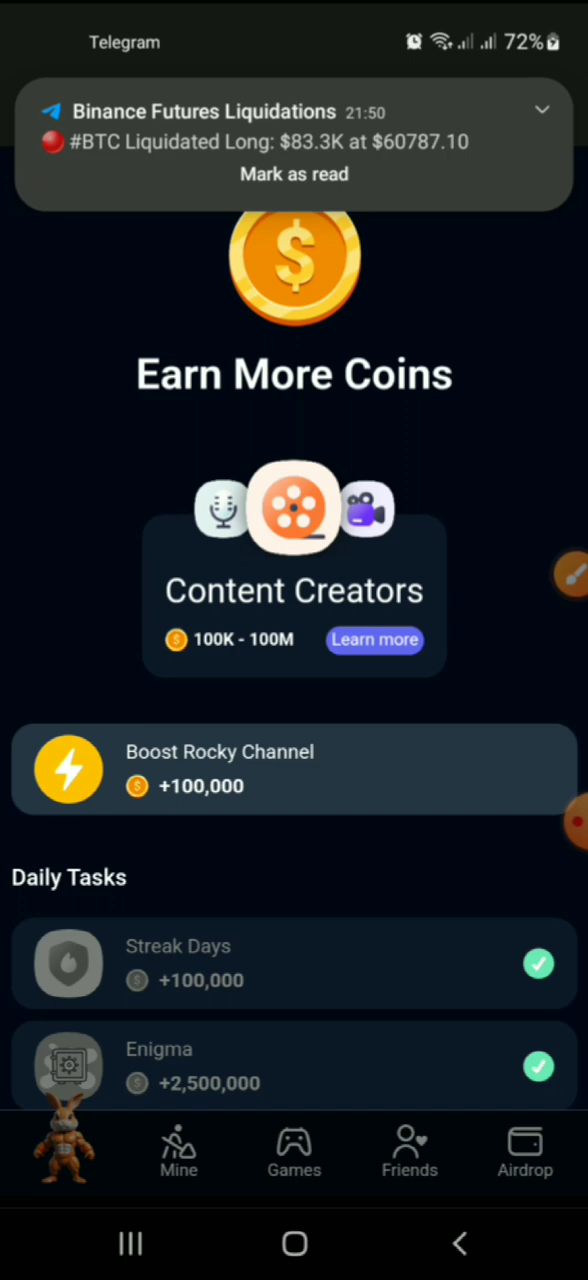 Telegram
72%
Binance Futures Liquidations 21:50
#BTC Liquidated Long: $83.3K at $60787.10
Mark as read
Earn More Coins
Content Creators
100K - 100M Learn more
Boost Rocky Channel
+100,000
Daily Tasks
Streak Days
+100,000
Enigma
+2,500,000
Mine Games Friends Airdrop